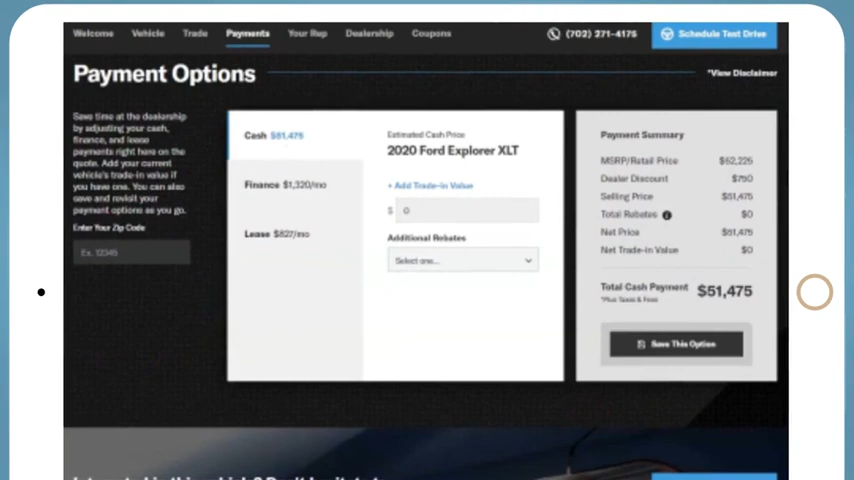 Welcome Vehicle Trade Payments Your Rep Dealership Coupons (702) 271-4175 Schedule Test Drive
Payment Options
*View Disclaimer
Save time at the dealership
by adjusting your cash,
finance, and lease
payments right here on the
quote. Add your current
vehicle's trade-in value if
you have one. You can also
save and revisit your
payment options as you go.
Enter Your Zip Code
Ex. 12345
Cash $51,475
Finance $1,320/mo
Lease $827/mo
Estimated Cash Price
2020 Ford Explorer XLT
+ Add Trade-in Value
$ 0
Additional Rebates
Select one...
Payment Summary
MSRP/Retail Price $52,225
Dealer Discount $750
Selling Price $51,475
Total Rebates $0
Net Price $51,475
Net Trade-in Value $0
Total Cash Payment $51,475
*Plus Taxes & Fees
Save This Option